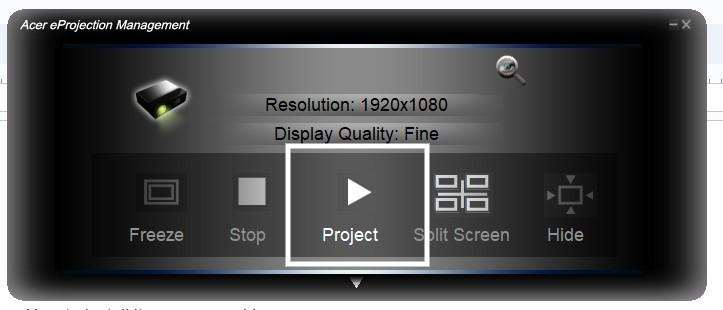 Acer eProjection Management
Resolution: 1920x1080
Display Quality: Fine
Freeze Stop Project Split Screen Hide